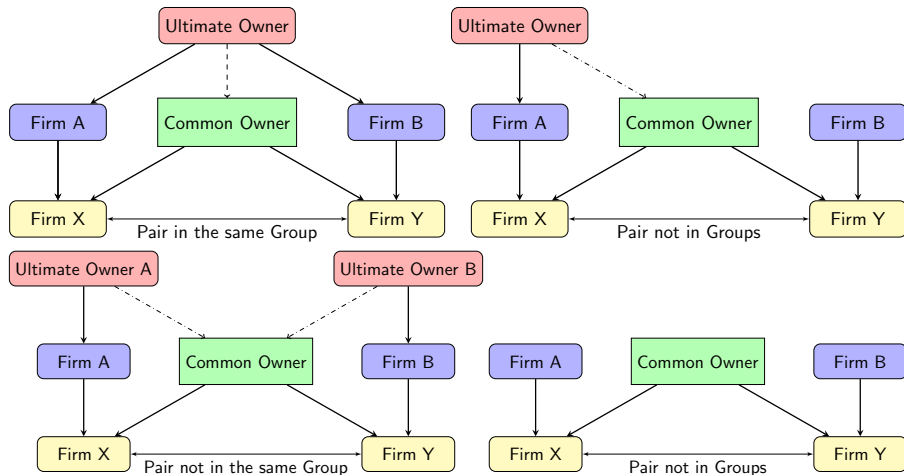 Ultimate Owner
Firm A
Common Owner
Firm B
Firm X
Firm Y
Pair in the same Group
Ultimate Owner
Firm A
Common Owner
Firm B
Firm X
Firm Y
Pair not in Groups
Ultimate Owner A
Ultimate Owner B
Firm A
Common Owner
Firm B
Firm X
Firm Y
Pair not in the same Group
Firm A
Common Owner
Firm B
Firm X
Firm Y
Pair not in Groups